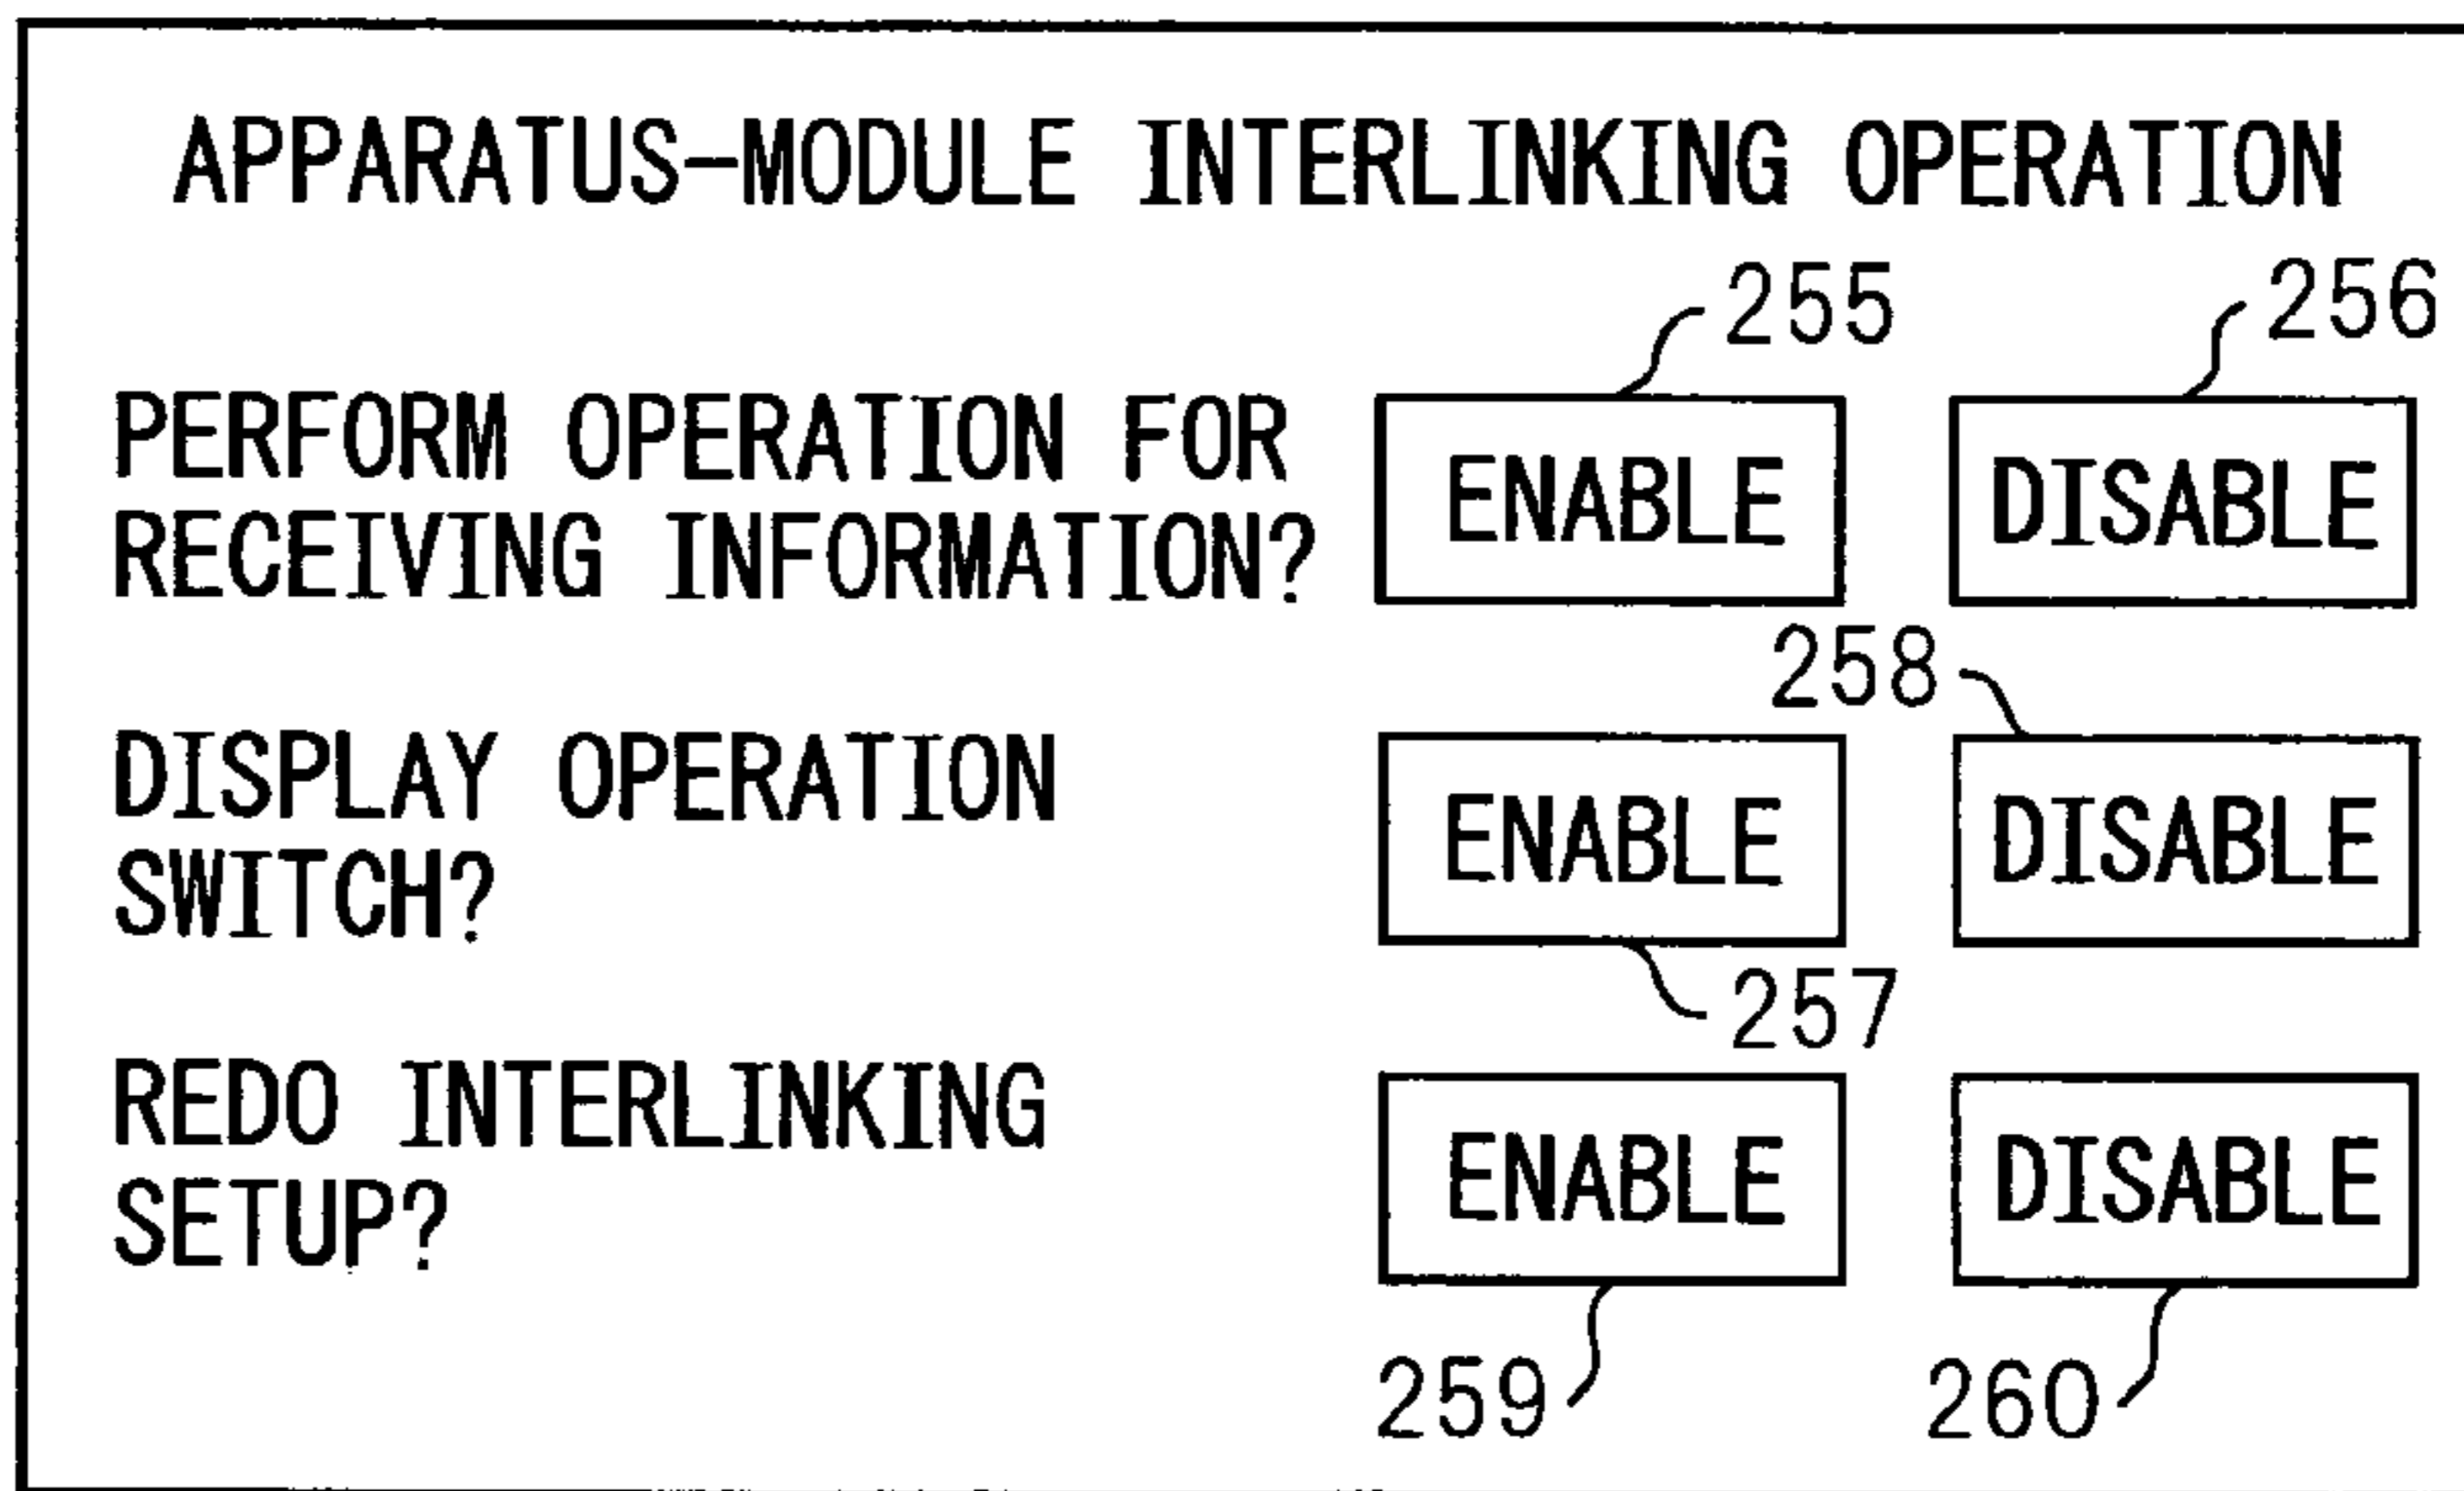 APPARATUS-MODULE INTERLINKING OPERATION
255
256
PERFORM OPERATION FOR
RECEIVING INFORMATION?
ENABLE
DISABLE
258
DISPLAY OPERATION
SWITCH?
ENABLE
DISABLE
257
REDO INTERLINKING
SETUP?
ENABLE
DISABLE
259
260